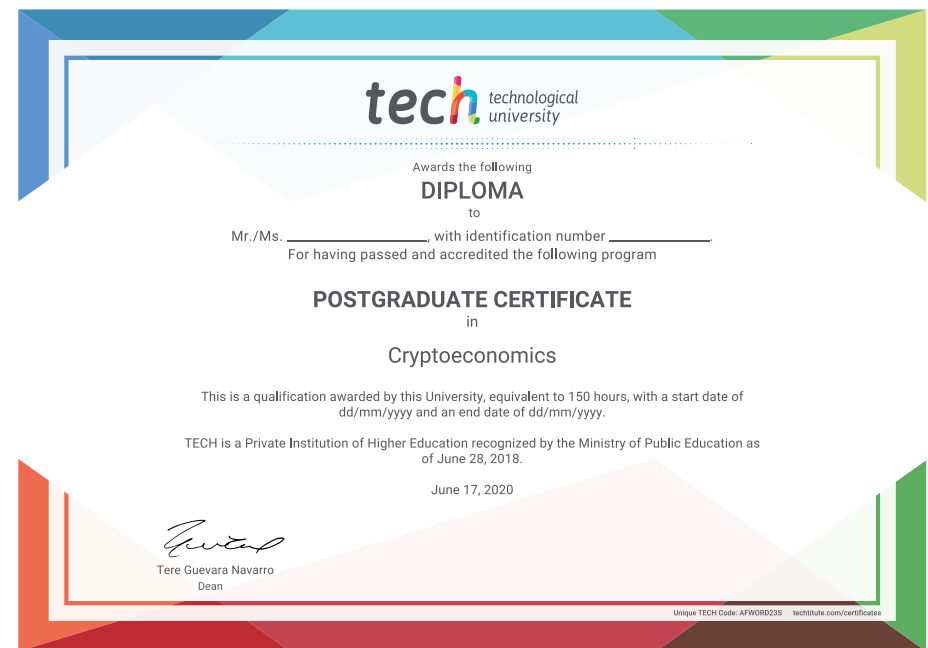 tech technological
university
Awards the following
DIPLOMA
to
Mr./Ms. ____________________, with identification number ______________.
For having passed and accredited the following program
POSTGRADUATE CERTIFICATE
in
Cryptoeconomics
This is a qualification awarded by this University, equivalent to 150 hours, with a start date of
dd/mm/yyyy and an end date of dd/mm/yyyy.
TECH is a Private Institution of Higher Education recognized by the Ministry of Public Education as
of June 28, 2018.
June 17, 2020
Tere Guevara Navarro
Dean
Unique TECH Code: AFWORD23S techtitute.com/certificates